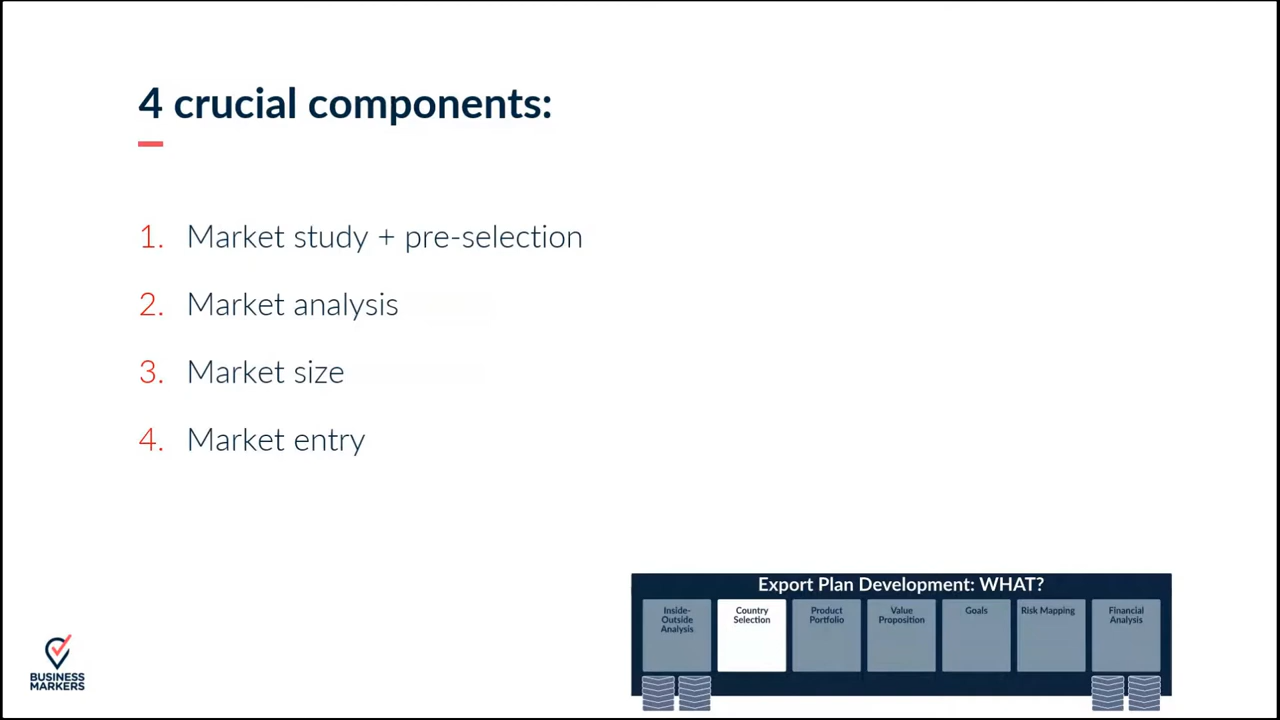 4 crucial components:
1. Market study + pre-selection
2. Market analysis
3. Market size
4. Market entry
Export Plan Development: WHAT?
Inside-
Outside
Analysis
Country
Selection
Product
Portfolio
Value
Proposition
Goals
Risk Mapping
Financial
Analysis
BUSINESS
MARKERS